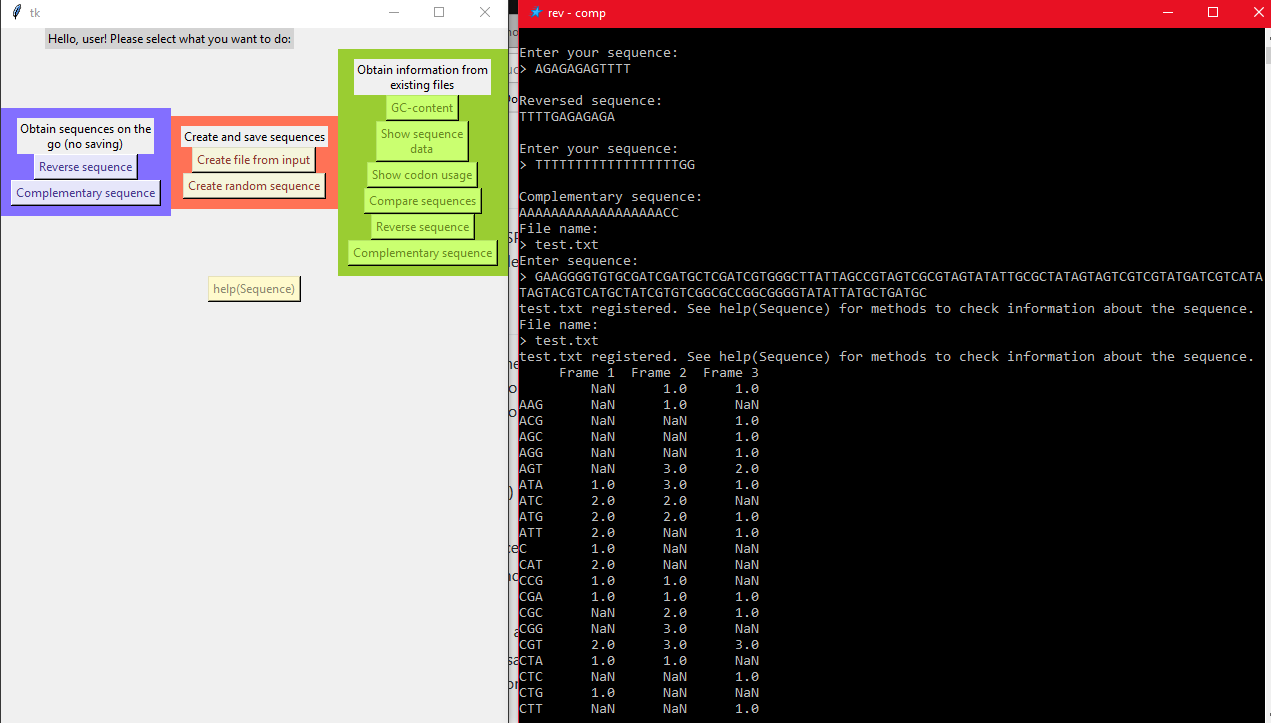 tk
Hello, user! Please select what you want to do:
Obtain sequences on the
go (no saving)
Reverse sequence
Complementary sequence
Create and save sequences
Create file from input
Create random sequence
Obtain information from
existing files
GC-content
Show sequence
data
Show codon usage
Compare sequences
Reverse sequence
Complementary sequence
help(Sequence)
rev - comp
Enter your sequence:
> AGAGAGAGTTTT
Reversed sequence:
TTTTGAGAGAGA
Enter your sequence:
> TTTTTTTTTTTTTTTTTTGG
Complementary sequence:
AAAAAAAAAAAAAAAAAACC
File name:
> test.txt
Enter sequence:
> GAAGGGGTGTGCGATCGATGCTCGATCGTGGGCTTATTAGCCGTAGTCGCGTAGTATATTGCGCTATAGTAGTCGTCGTATGATCGTCATA
TAGTACGTCATGCTATCGTGTCGGCGCCGGCGGGGTATATTATGCTGATGC
test.txt registered. See help(Sequence) for methods to check information about the sequence.
File name:
> test.txt
test.txt registered. See help(Sequence) for methods to check information about the sequence.
Frame 1 Frame 2 Frame 3
NaN 1.0 1.0
AAG NaN 1.0 NaN
ACG NaN NaN 1.0
AGC NaN NaN 1.0
AGG NaN NaN 1.0
AGT NaN 3.0 2.0
ATA 1.0 3.0 1.0
ATC 2.0 2.0 NaN
ATG 2.0 2.0 1.0
ATT 2.0 NaN 1.0
C 1.0 NaN NaN
CAT 2.0 NaN NaN
CCG 1.0 1.0 NaN
CGA 1.0 1.0 1.0
CGC NaN 2.0 1.0
CGG NaN 3.0 NaN
CGT 2.0 3.0 3.0
CTA 1.0 1.0 NaN
CTC NaN NaN 1.0
CTG 1.0 NaN NaN
CTT NaN NaN 1.0